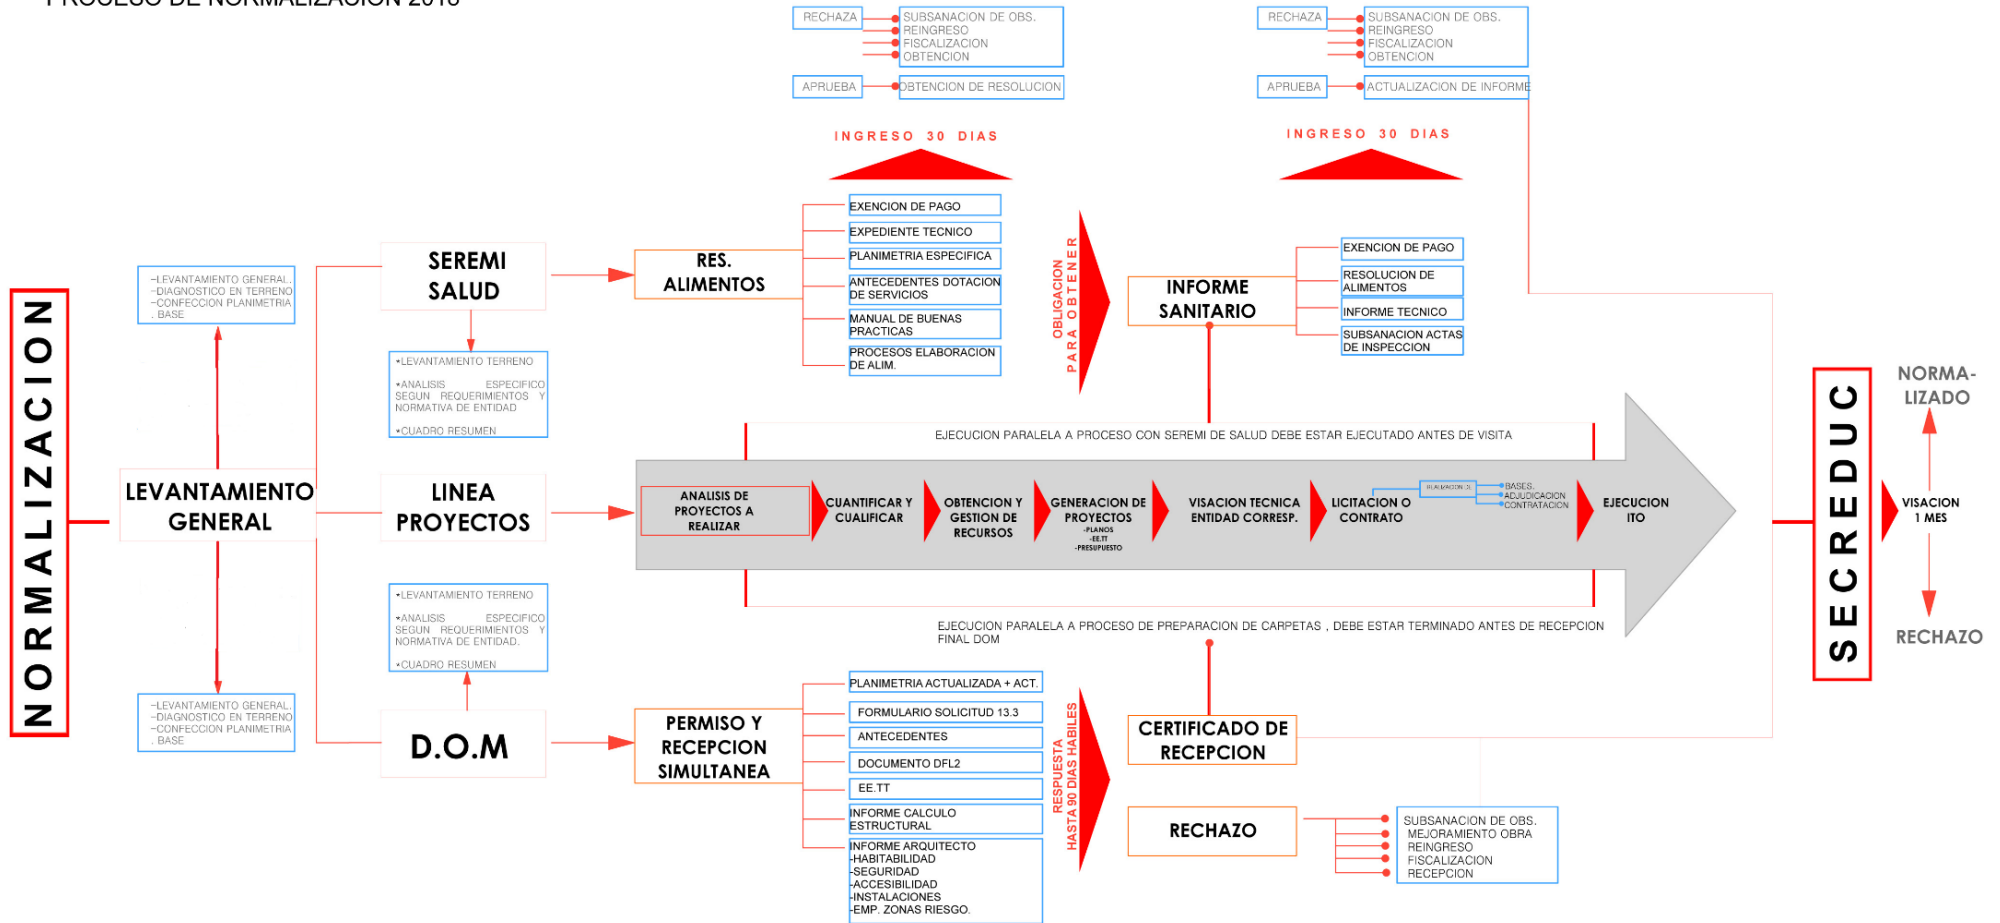 PROCESO DE NORMALIZACION 2018
RECHAZA
SUBSANACION DE OBS.
REINGRESO
FISCALIZACION
OBTENCION
APRUEBA
OBTENCION DE RESOLUCION
INGRESO 30 DIAS
RECHAZA
SUBSANACION DE OBS.
REINGRESO
FISCALIZACION
OBTENCION
APRUEBA
ACTUALIZACION DE INFORME
INGRESO 30 DIAS
NORMALIZACION
-LEVANTAMIENTO GENERAL.
-DIAGNOSTICO EN TERRENO
-CONFECCION PLANIMETRIA
. BASE
LEVANTAMIENTO
GENERAL
-LEVANTAMIENTO GENERAL.
-DIAGNOSTICO EN TERRENO
-CONFECCION PLANIMETRIA
. BASE
SEREMI
SALUD
*LEVANTAMIENTO TERRENO
*ANALISIS ESPECIFICO
SEGUN REQUERIMIENTOS Y
NORMATIVA DE ENTIDAD
*CUADRO RESUMEN
RES.
ALIMENTOS
EXENCION DE PAGO
EXPEDIENTE TECNICO
PLANIMETRIA ESPECIFICA
ANTECEDENTES DOTACION
DE SERVICIOS
MANUAL DE BUENAS
PRACTICAS
PROCESOS ELABORACION
DE ALIM.
OBLIGACION
PARA OBTENER
INFORME
SANITARIO
EXENCION DE PAGO
RESOLUCION DE
ALIMENTOS
INFORME TECNICO
SUBSANACION ACTAS
DE INSPECCION
LINEA
PROYECTOS
EJECUCION PARALELA A PROCESO CON SEREMI DE SALUD DEBE ESTAR EJECUTADO ANTES DE VISITA
ANALISIS DE
PROYECTOS A
REALIZAR
CUANTIFICAR Y
CUALIFICAR
OBTENCION Y
GESTION DE
RECURSOS
GENERACION DE
PROYECTOS
-PLANOS
-EE.TT
-PRESUPUESTO
VISACION TECNICA
ENTIDAD CORRESP.
LICITACION O
CONTRATO
BASES.
ADJUDICACION
CONTRATACION
EJECUCION
ITO
EJECUCION PARALELA A PROCESO DE PREPARACION DE CARPETAS , DEBE ESTAR TERMINADO ANTES DE RECEPCION
FINAL DOM
*LEVANTAMIENTO TERRENO
*ANALISIS ESPECIFICO
SEGUN REQUERIMIENTOS Y
NORMATIVA DE ENTIDAD.
*CUADRO RESUMEN
D.O.M
PERMISO Y
RECEPCION
SIMULTANEA
PLANIMETRIA ACTUALIZADA + ACT.
FORMULARIO SOLICITUD 13.3
ANTECEDENTES
DOCUMENTO DFL2
EE.TT
INFORME CALCULO
ESTRUCTURAL
INFORME ARQUITECTO
-HABITABILIDAD
-SEGURIDAD
-ACCESIBILIDAD
-INSTALACIONES
-EMP. ZONAS RIESGO.
RESPUESTA
HASTA 90 DIAS HABILES
CERTIFICADO DE
RECEPCION
RECHAZO
SUBSANACION DE OBS.
MEJORAMIENTO OBRA
REINGRESO
FISCALIZACION
RECEPCION
SECREDUC
NORMA-
LIZADO
VISACION
1 MES
RECHAZO